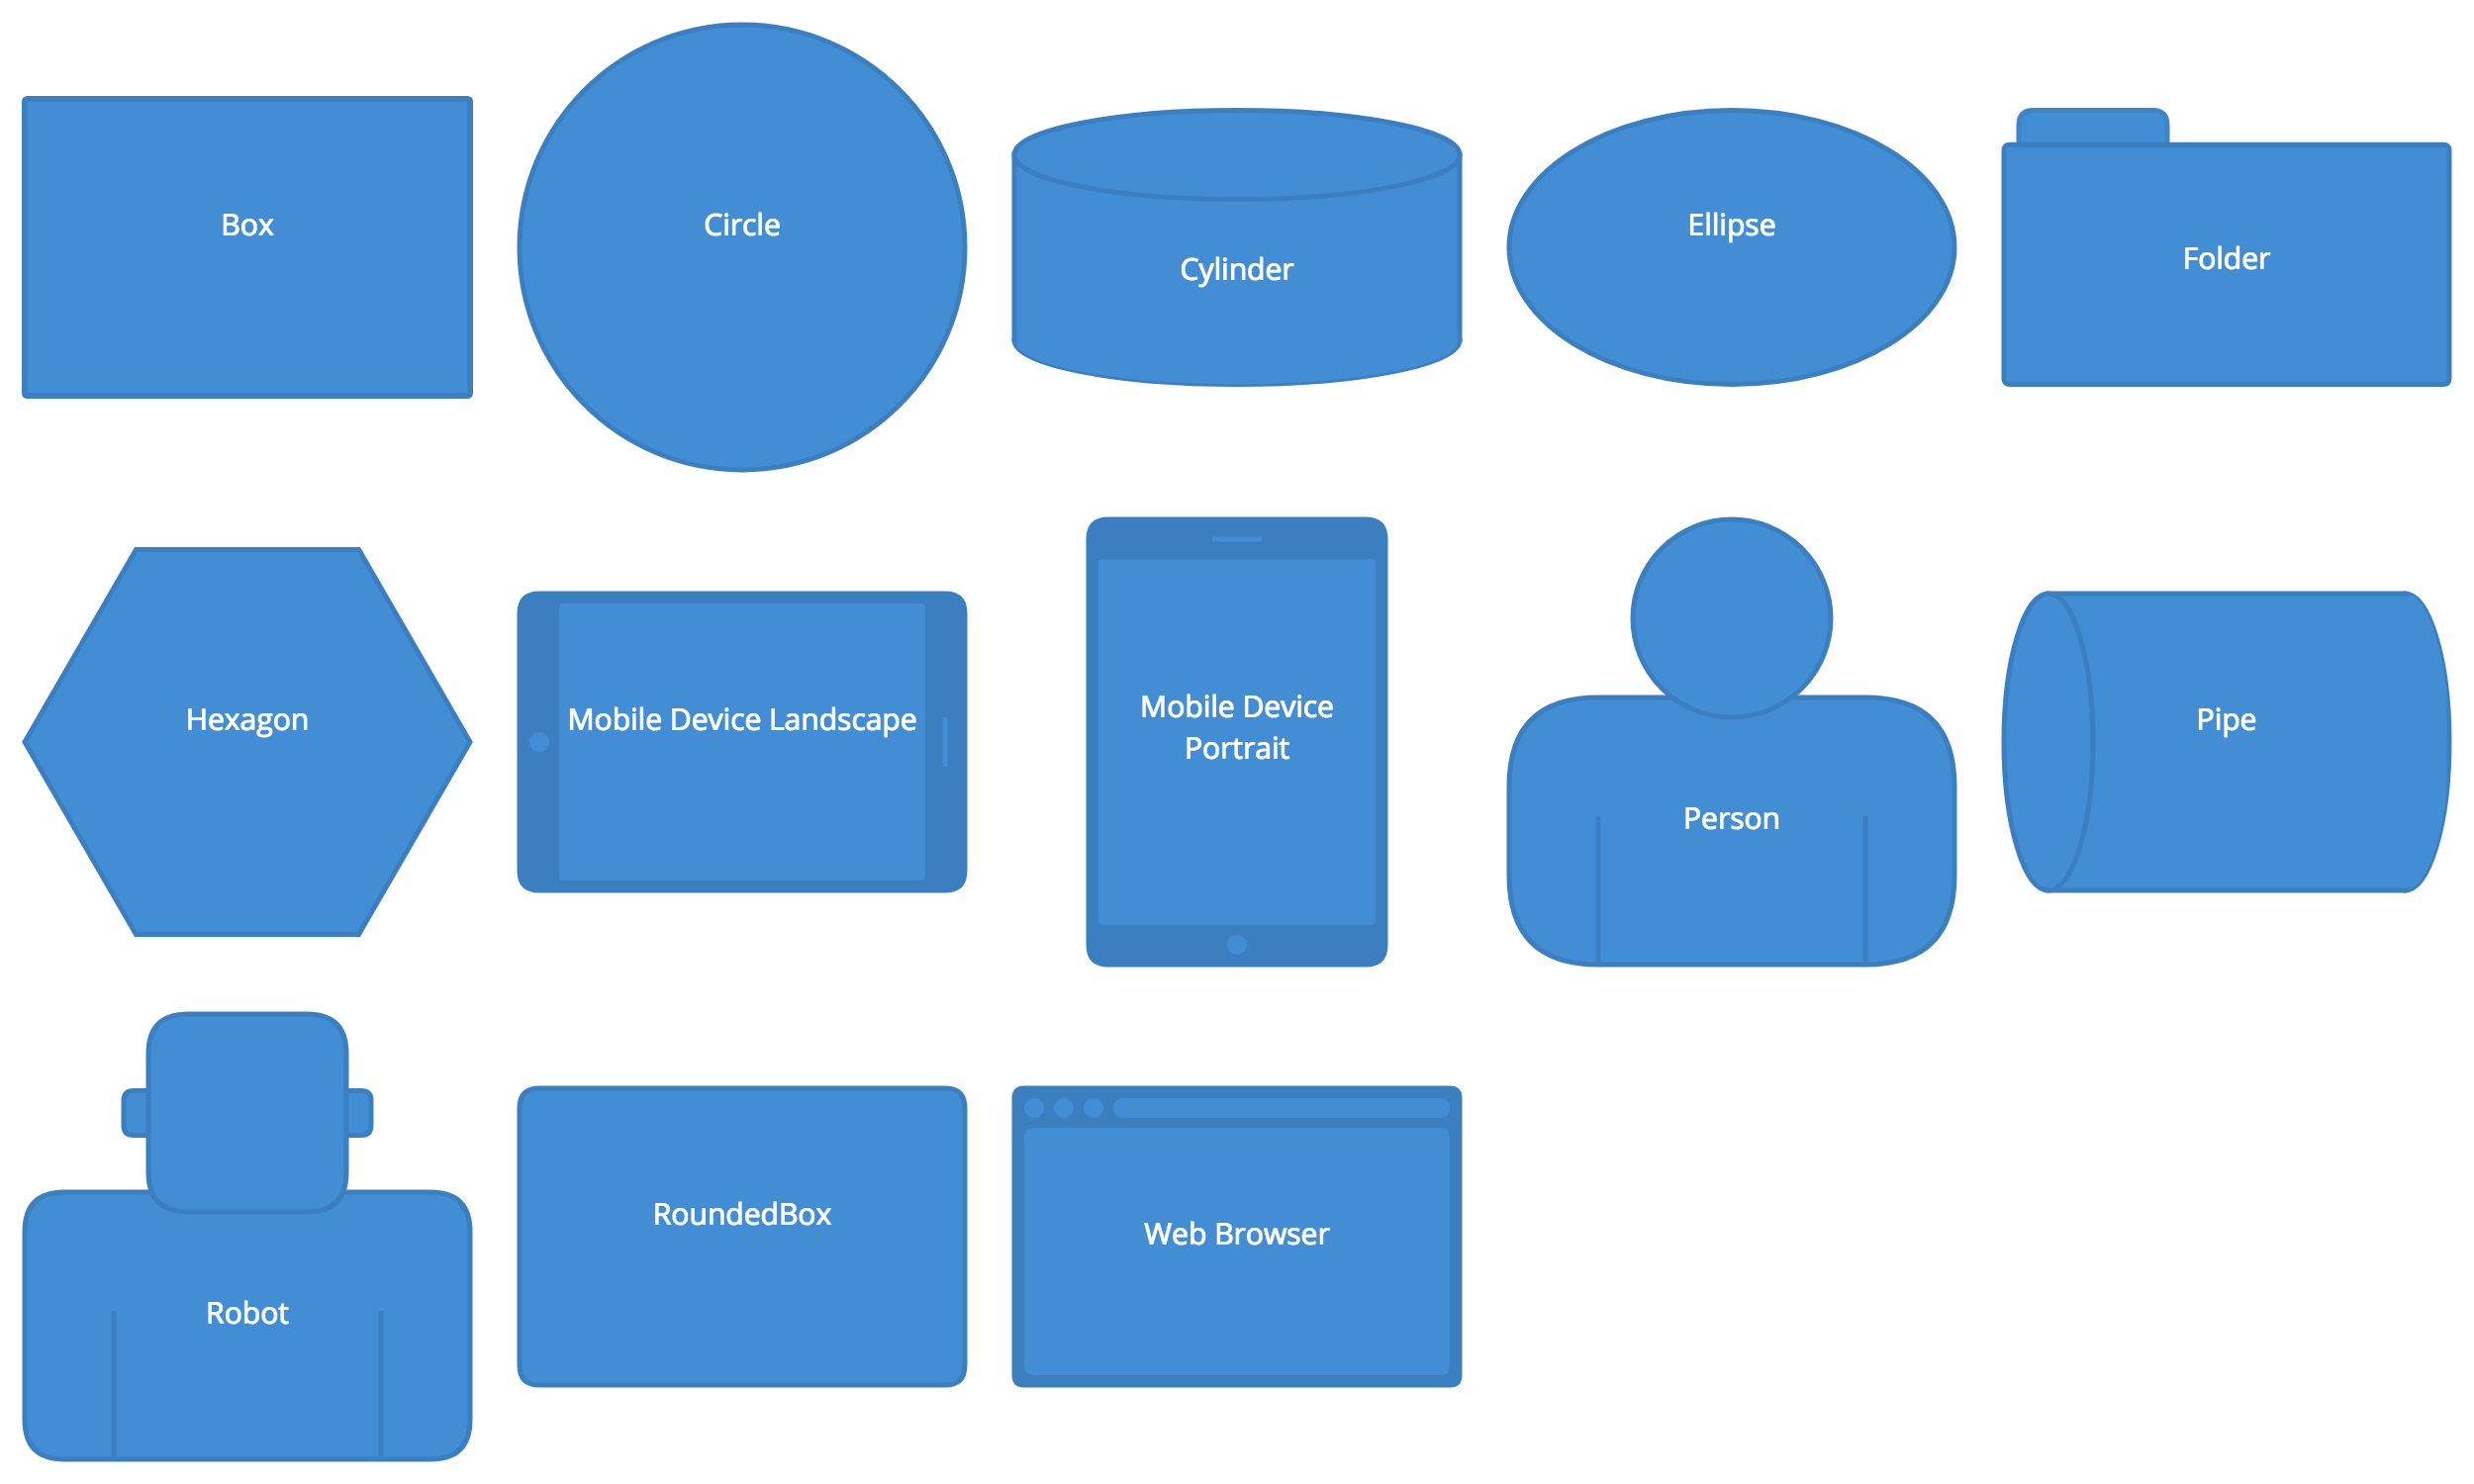 Box
Circle
Cylinder
Ellipse
Folder
Hexagon
Mobile Device Landscape
Mobile Device
Portrait
Person
Pipe
Robot
RoundedBox
Web Browser